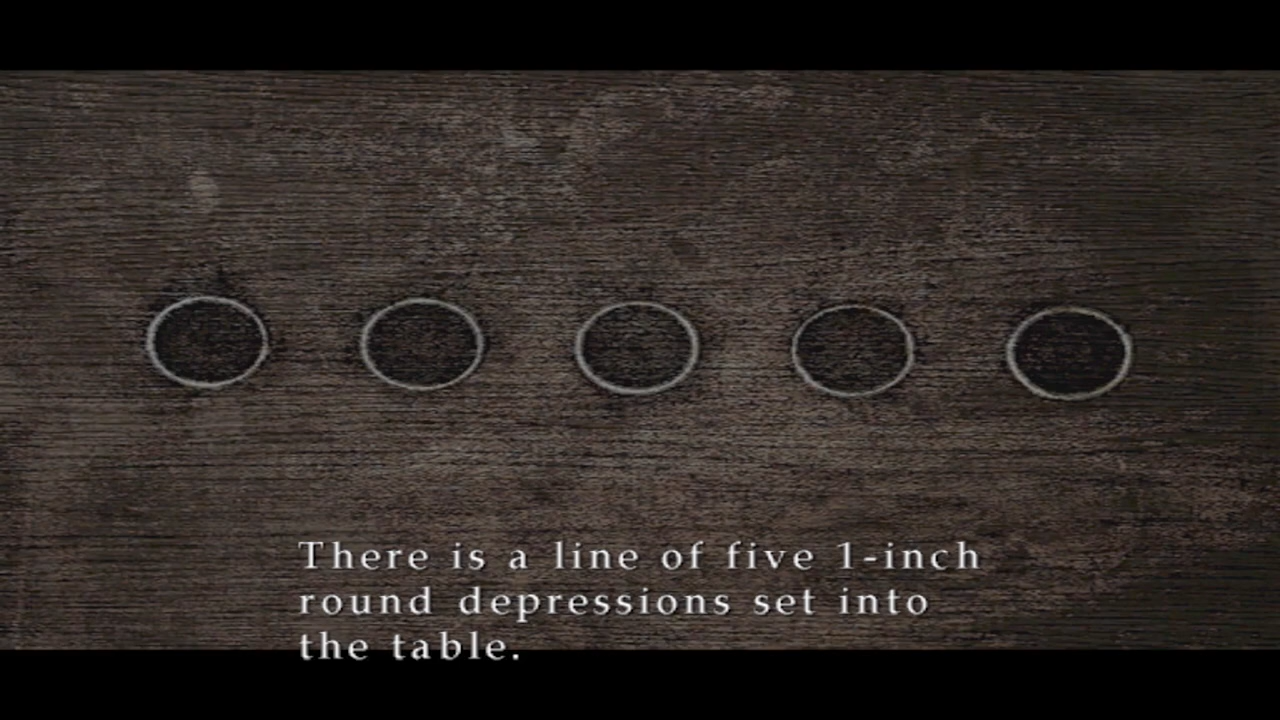 There is a line of five 1-inch
round depressions set into
the table.